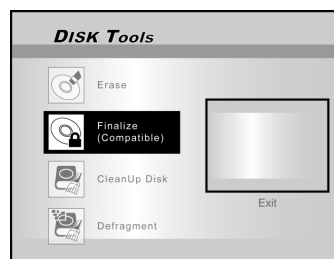 DISK Tools
Erase
Finalize
(Compatible)
CleanUp Disk
Defragment
Exit